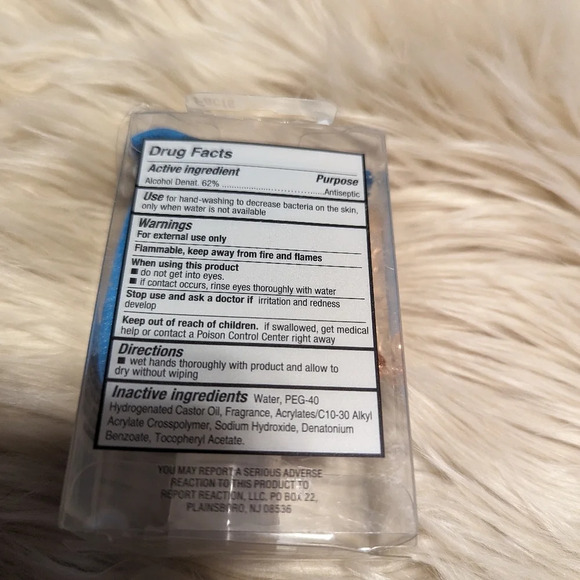 Drug Facts
Active ingredient Purpose
Alcohol Denat. 62% ........................................Antiseptic
Use for hand-washing to decrease bacteria on the skin,
only when water is not available
Warnings
For external use only
Flammable, keep away from fire and flames
When using this product
■ do not get into eyes.
■ if contact occurs, rinse eyes thoroughly with water
Stop use and ask a doctor if irritation and redness
develop
Keep out of reach of children. if swallowed, get medical
help or contact a Poison Control Center right away
Directions
■ wet hands thoroughly with product and allow to
dry without wiping
Inactive ingredients Water, PEG-40
Hydrogenated Castor Oil, Fragrance, Acrylates/C10-30 Alkyl
Acrylate Crosspolymer, Sodium Hydroxide, Denatonium
Benzoate, Tocopheryl Acetate.
YOU MAY REPORT A SERIOUS ADVERSE
REACTION TO THIS PRODUCT TO
REPORT REACTION, LLC. PO BOX 22,
PLAINSBORO, NJ 08536